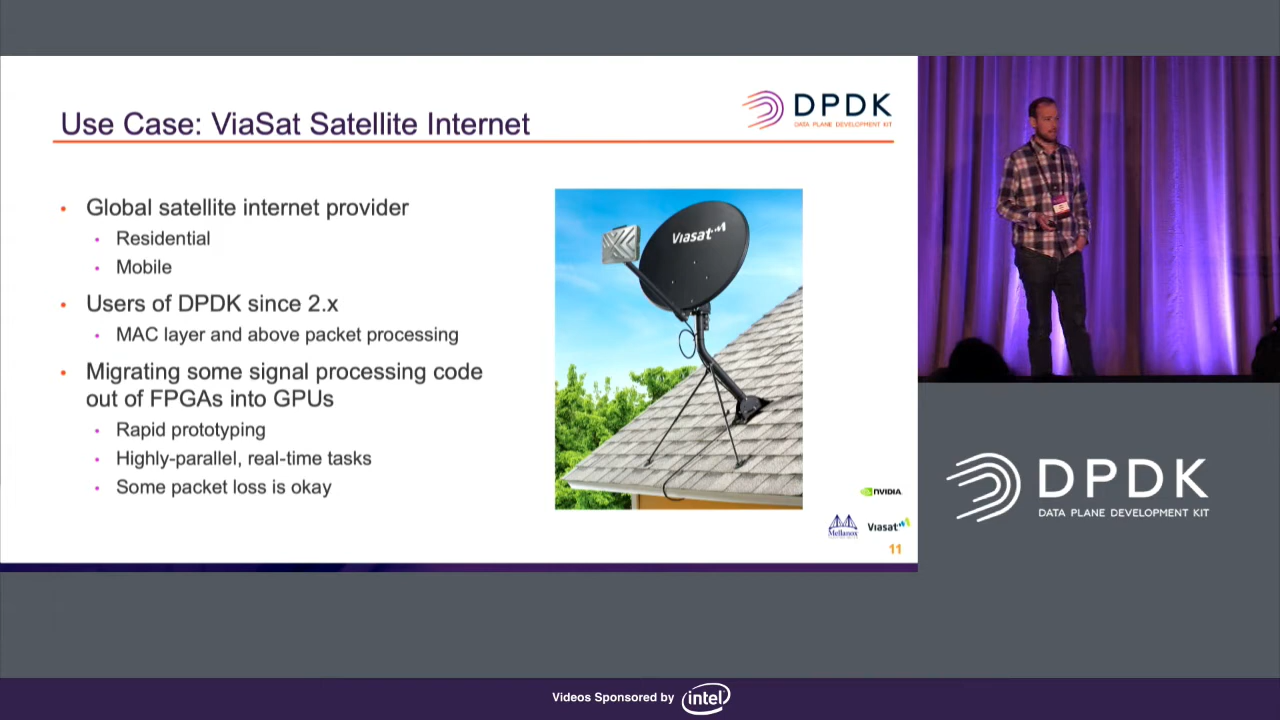 Use Case: ViaSat Satellite Internet
DPDK
DATA PLANE DEVELOPMENT KIT
• Global satellite internet provider
• Residential
• Mobile
• Users of DPDK since 2.x
• MAC layer and above packet processing
• Migrating some signal processing code
out of FPGAs into GPUs
• Rapid prototyping
• Highly-parallel, real-time tasks
• Some packet loss is okay
Viasat
NVIDIA
Mellanox
Viasat
11
DPDK
DATA PLANE DEVELOPMENT KIT
Videos Sponsored by intel